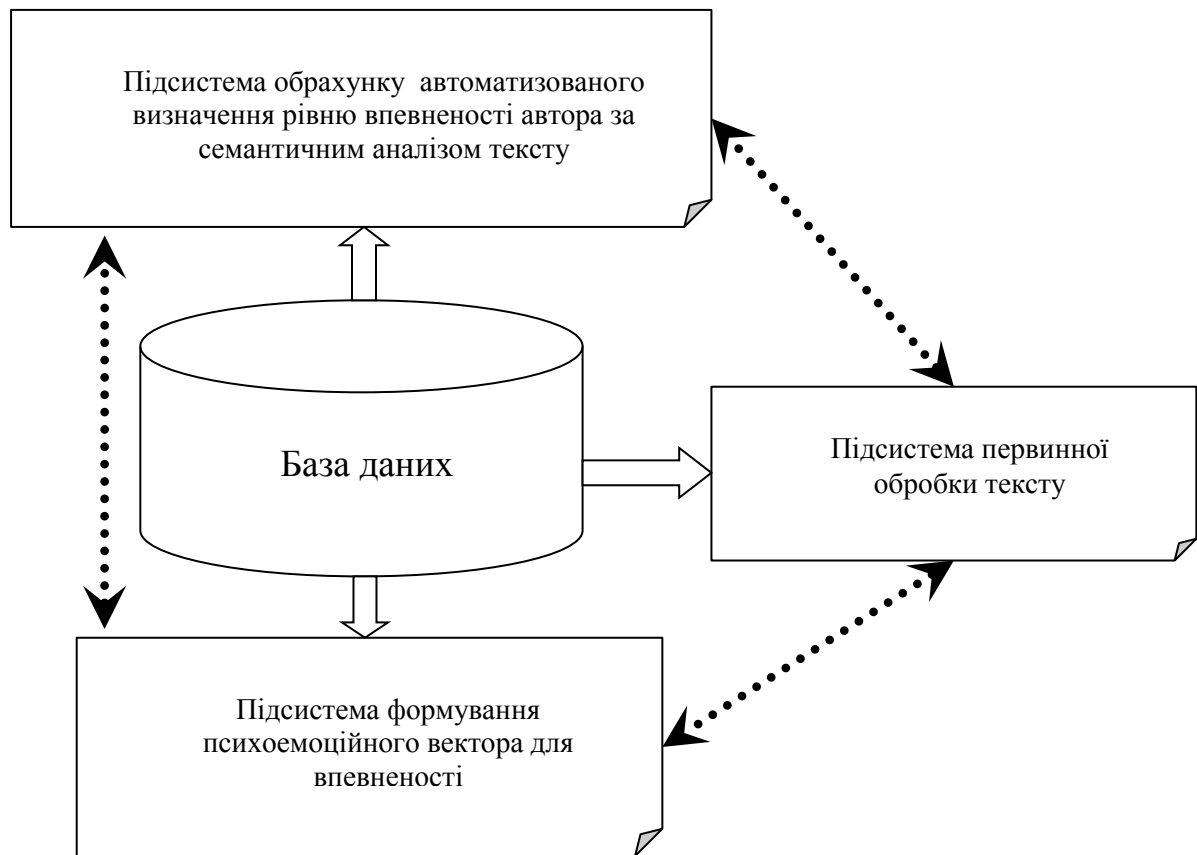 Підсистема обрахунку автоматизованого
визначення рівню впевненості автора за
семантичним аналізом тексту
База даних
Підсистема первинної
обробки тексту
Підсистема формування
психоемоційного вектора для
впевненості